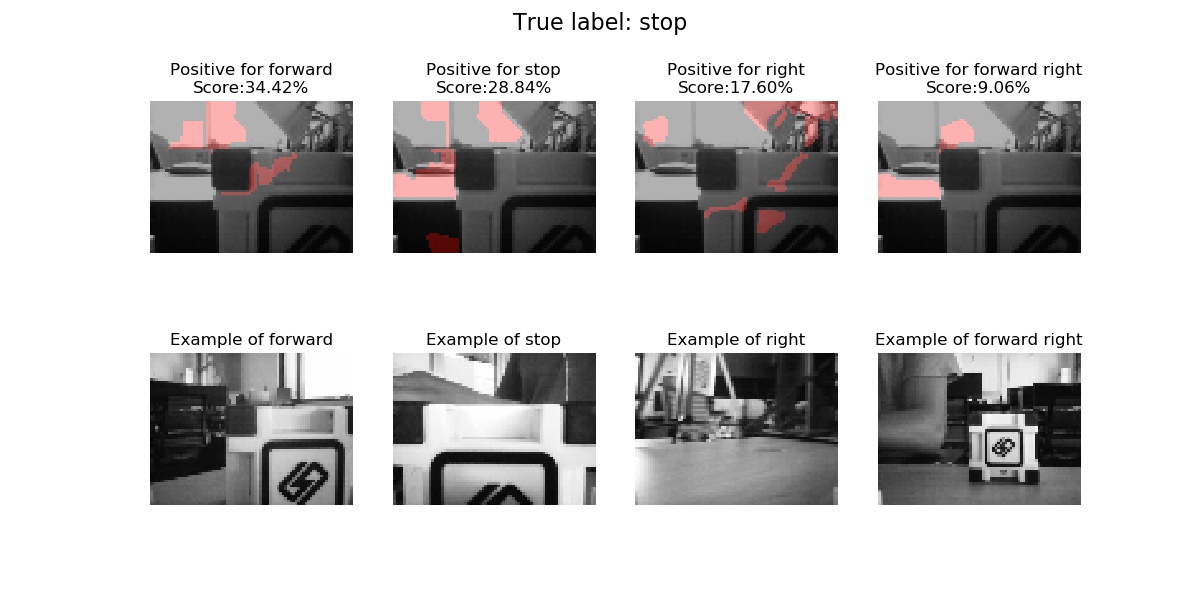 True label: stop
Positive for forward
Score:34.42%
Positive for stop
Score:28.84%
Positive for right
Score:17.60%
Positive for forward right
Score:9.06%
Example of forward
Example of stop
Example of right
Example of forward right